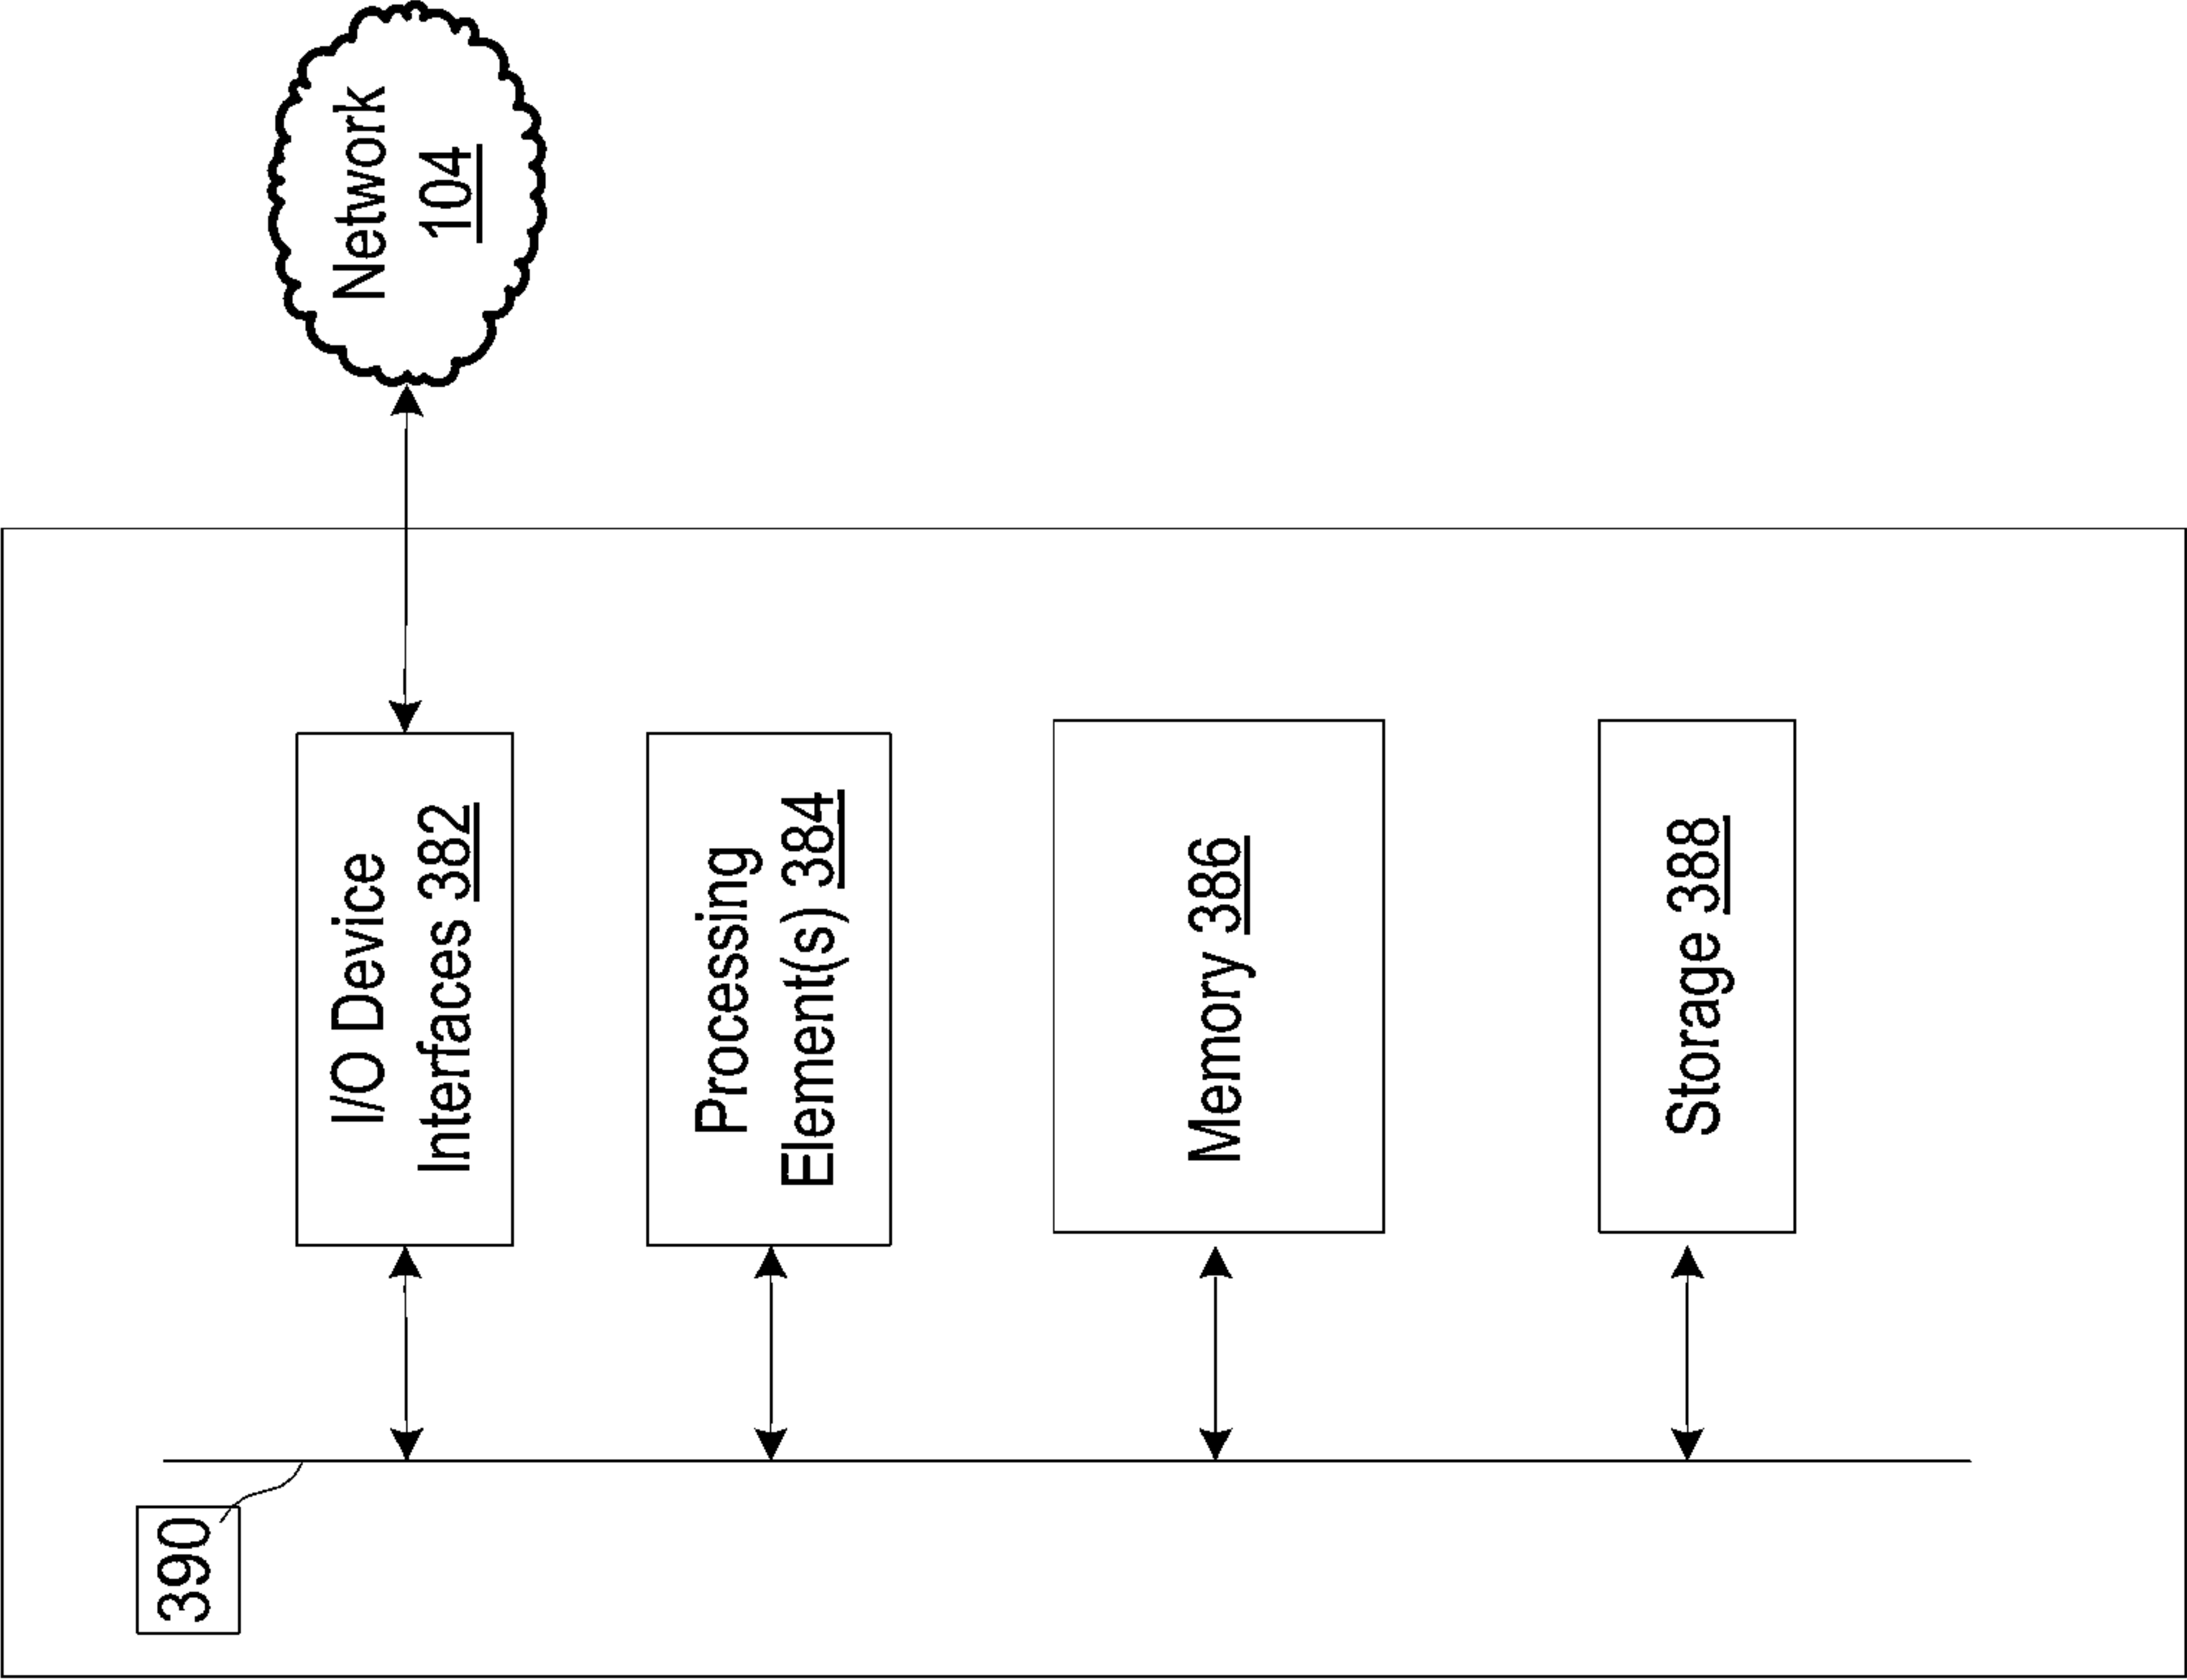 Network
104
I/O Device
Interfaces 382
Processing
Element(s) 384
Memory 386
Storage 388
390